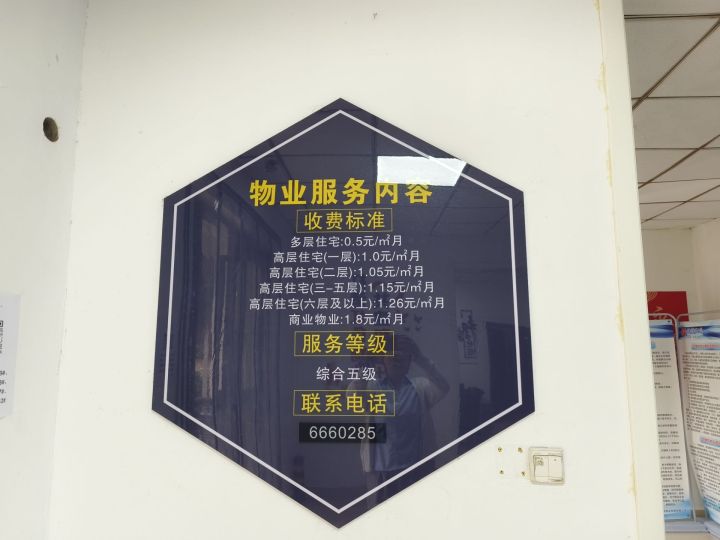 物业服务内容
收费标准
多层住宅:0.5元/㎡月
高层住宅(一层):1.0元/㎡月
高层住宅(二层):1.05元/㎡月
高层住宅(三-五层):1.15元/㎡月
高层住宅(六层及以上):1.26元/㎡月
商业物业:1.8元/㎡月
服务等级
综合五级
联系电话
6660285